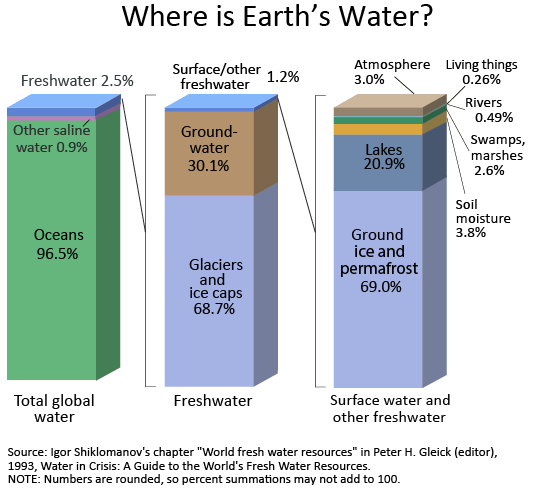 Where is Earth's Water?
Freshwater 2.5%
Other saline
water 0.9%
Oceans
96.5%
Total global
water
Surface/other
freshwater
1.2%
Ground-
water
30.1%
Glaciers
and
ice caps
68.7%
Freshwater
Atmosphere
3.0%
Living things
0.26%
Rivers
0.49%
Swamps,
marshes
2.6%
Soil
moisture
3.8%
Lakes
20.9%
Ground
ice and
permafrost
69.0%
Surface water and
other freshwater
Source: Igor Shiklomanov's chapter "World fresh water resources" in Peter H. Gleick (editor),
1993, Water in Crisis: A Guide to the World's Fresh Water Resources.
NOTE: Numbers are rounded, so percent summations may not add to 100.